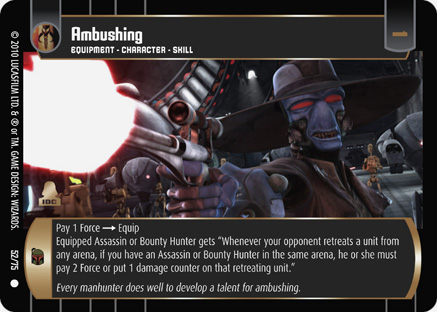 Ambushing
EQUIPMENT - CHARACTER - SKILL
© 2010 LUCASFILM LTD. & ® or TM. GAME DESIGN: WIZARDS.
52/75
IDC
Pay 1 Force → Equip
Equipped Assassin or Bounty Hunter gets “Whenever your opponent retreats a unit from
any arena, if you have an Assassin or Bounty Hunter in the same arena, he or she must
pay 2 Force or put 1 damage counter on that retreating unit.”
Every manhunter does well to develop a talent for ambushing.